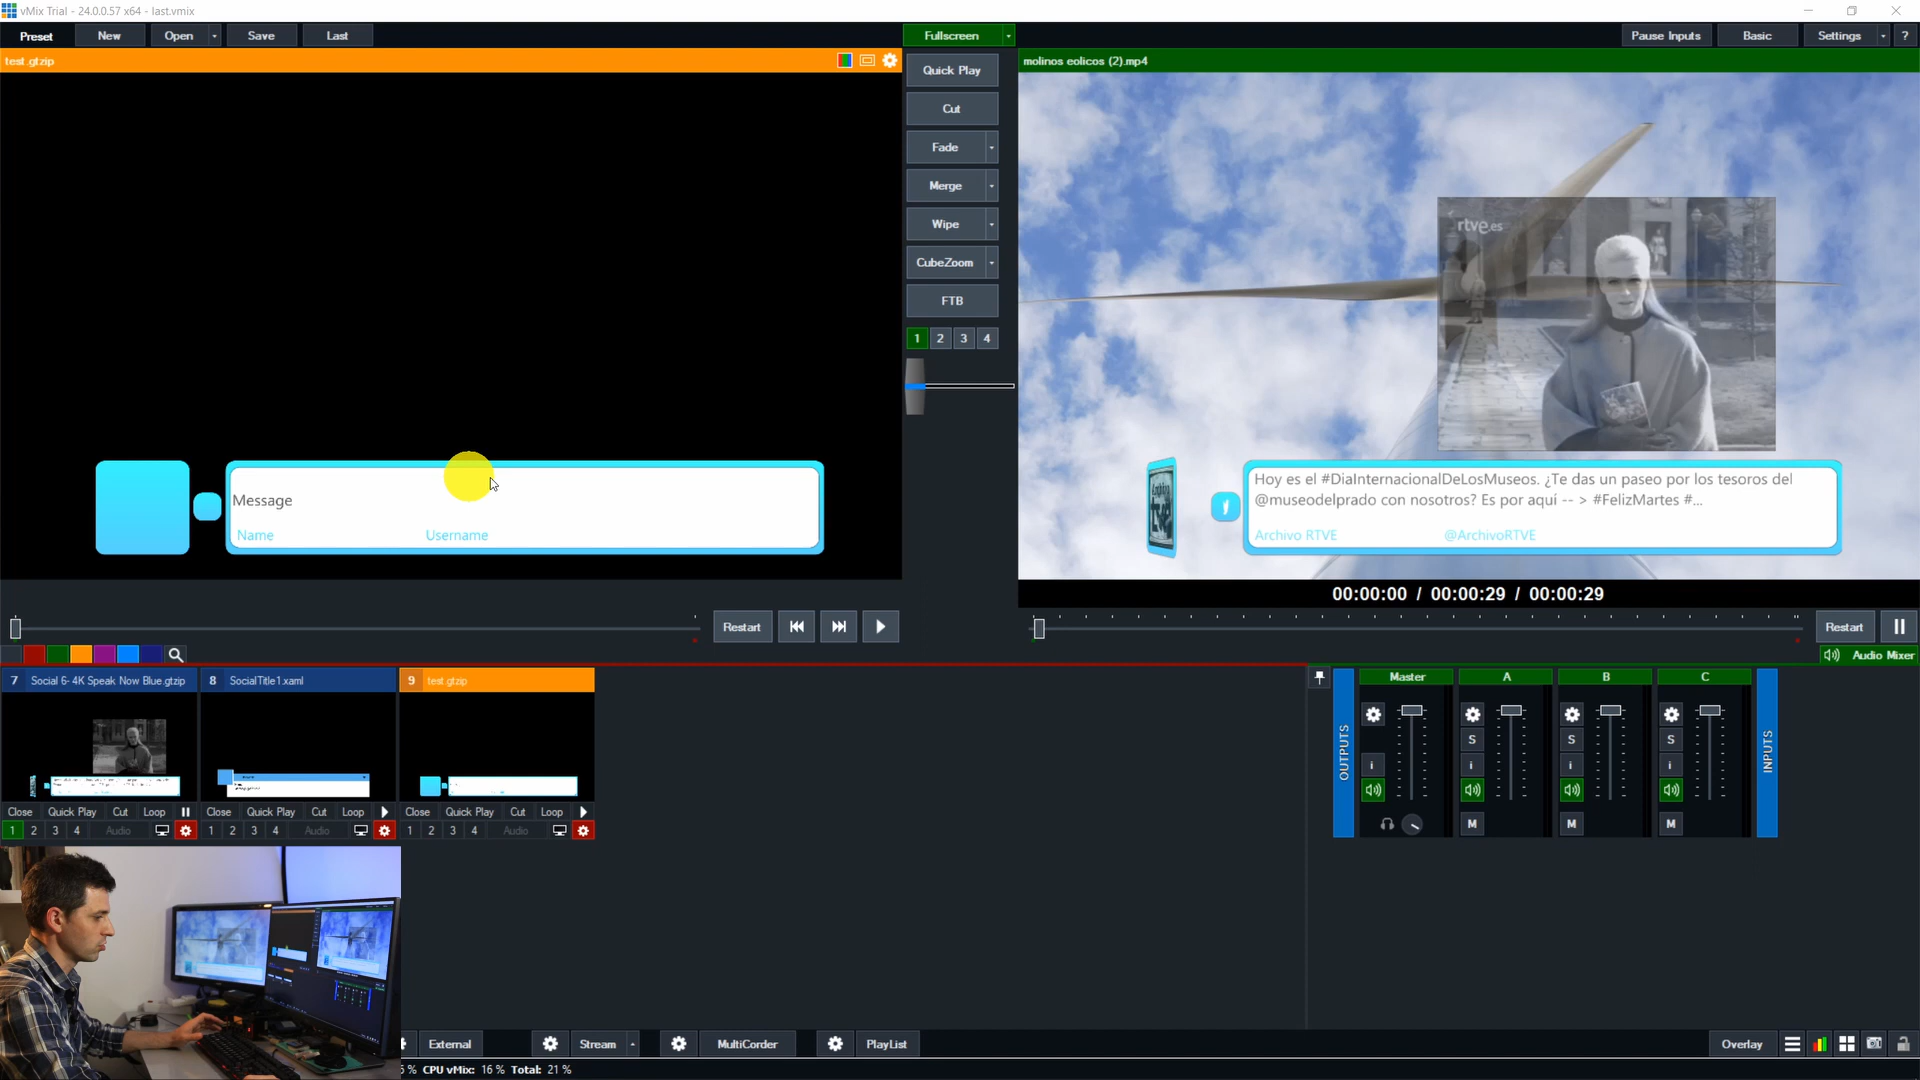 vMix Trial - 24.0.0.57 x64 - last.vmix
Preset New Open Save Last Fullscreen Pause Inputs Basic Settings ?
test.gtzip
molinos eolicos (2).mp4
Quick Play
Cut
Fade
Merge
Wipe
CubeZoom
FTB
1 2 3 4
rtve.es
Message
Name Username
Hoy es el #DiaInternacionalDeLosMuseos. ¿Te das un paseo por los tesoros del
@museodelprado con nosotros? Es por aquí -- > #FelizMartes #...
Archivo RTVE @ArchivoRTVE
00:00:00 / 00:00:29 / 00:00:29
Restart
Restart
Audio Mixer
7 Social 6- 4K Speak Now Blue.gtzip
8 SocialTitle1.xaml
9 test.gtzip
Close Quick Play Cut Loop
1 2 3 4 Audio
Close Quick Play Cut Loop
1 2 3 4 Audio
Close Quick Play Cut Loop
1 2 3 4 Audio
OUTPUTS
Master A B C
S S S
i i i i
M M M
INPUTS
External Stream MultiCorder PlayList Overlay
% CPU vMix: 16 % Total: 21 %